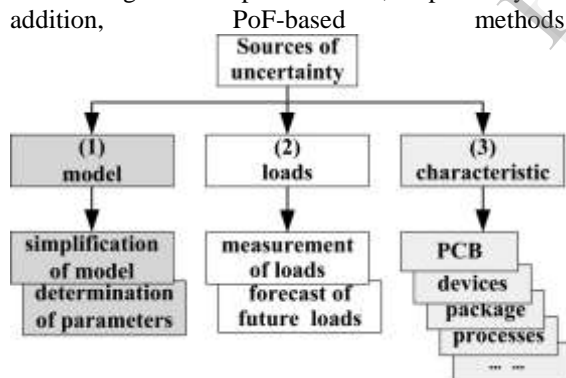 addition, PoF-based methods
Sources of
uncertainty
(1)
model
(2)
loads
(3)
characteristic
simplification
of model
determination
of parameters
measurement
of loads
forecast of
future loads
PCB
devices
package
processes
... ...